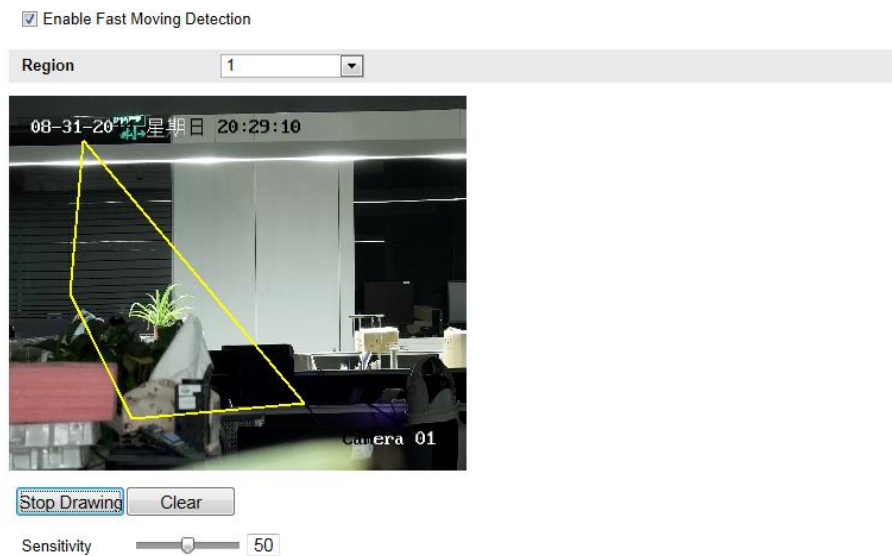 Enable Fast Moving Detection
Region 1
08-31-20 星期日 20:29:10
Camera 01
Stop Drawing Clear
Sensitivity 50